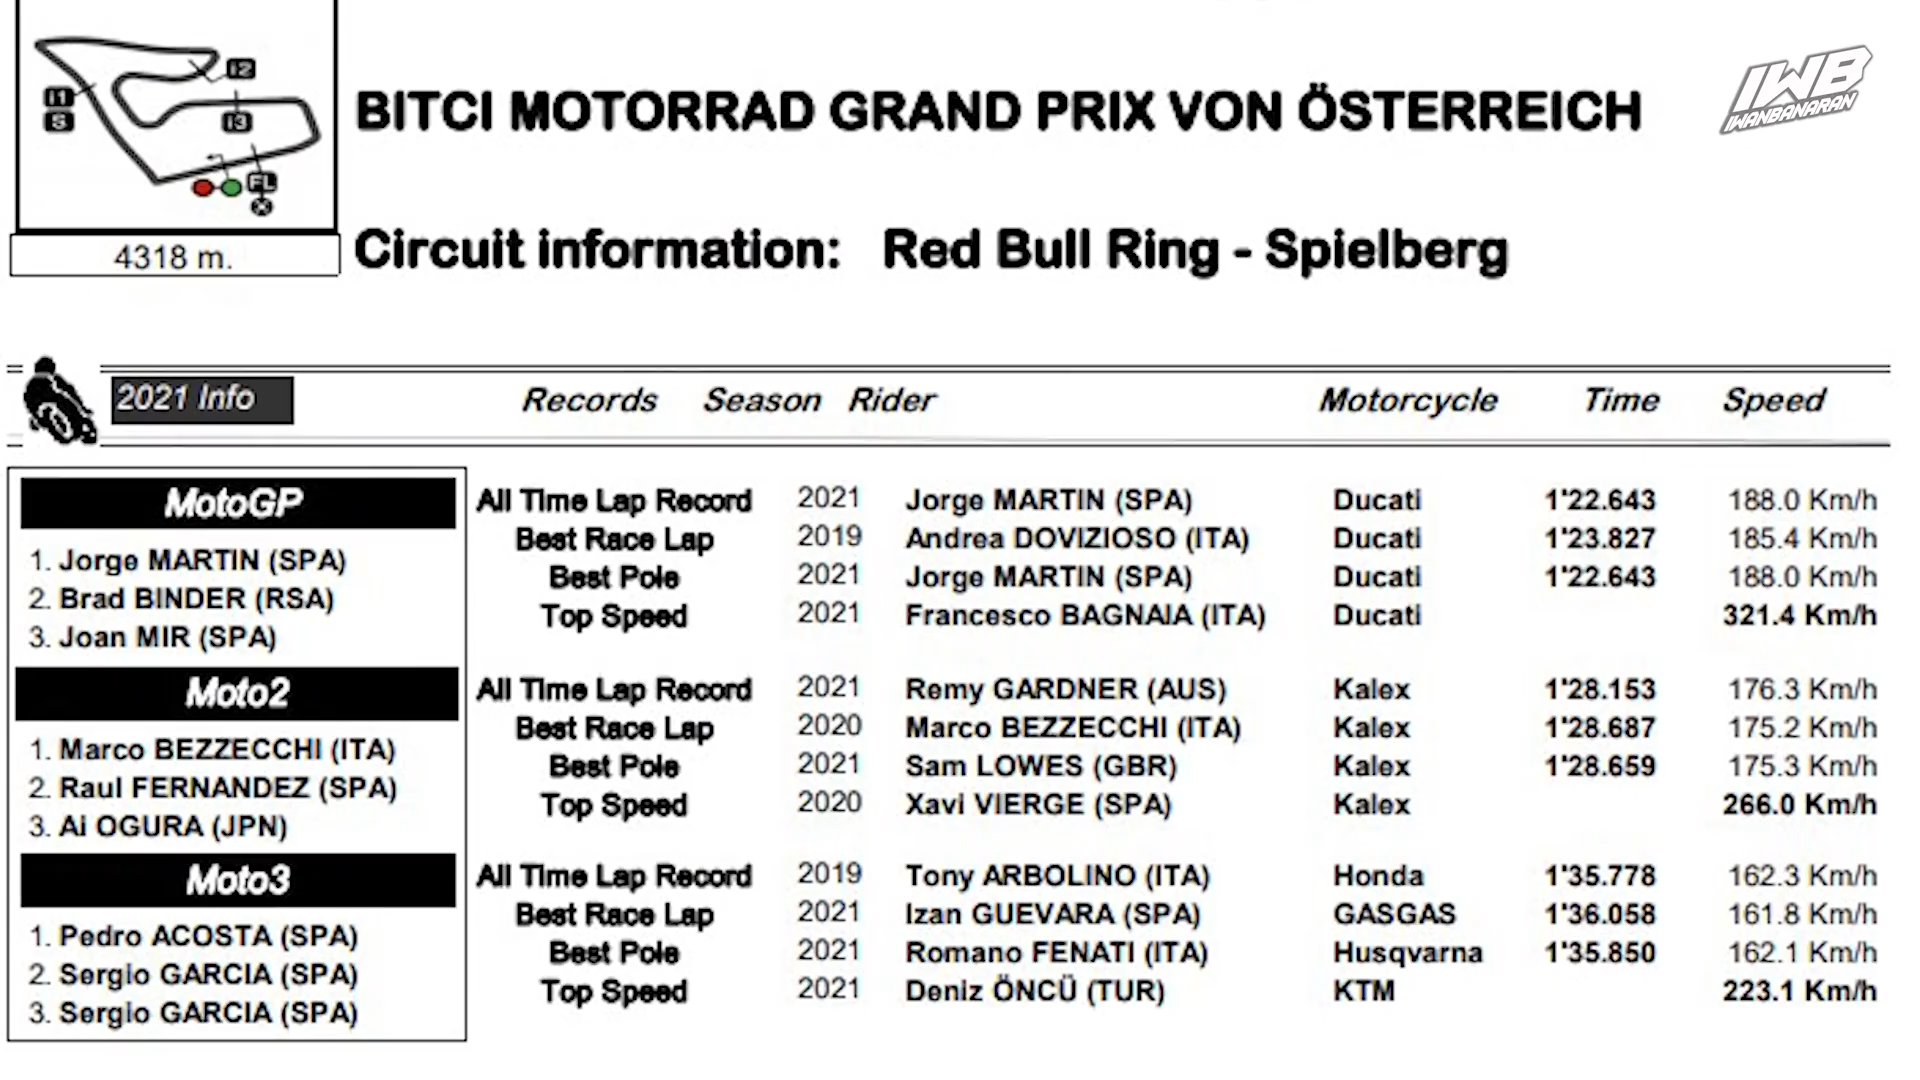 I2
I1
S
I3
FL
4318 m.
IWB
IWANBANARAN
BITCI MOTORRAD GRAND PRIX VON ÖSTERREICH
Circuit information: Red Bull Ring - Spielberg
2021 Info Records Season Rider Motorcycle Time Speed
MotoGP
1. Jorge MARTIN (SPA)
2. Brad BINDER (RSA)
3. Joan MIR (SPA)
All Time Lap Record 2021 Jorge MARTIN (SPA) Ducati 1'22.643 188.0 Km/h
Best Race Lap 2019 Andrea DOVIZIOSO (ITA) Ducati 1'23.827 185.4 Km/h
Best Pole 2021 Jorge MARTIN (SPA) Ducati 1'22.643 188.0 Km/h
Top Speed 2021 Francesco BAGNAIA (ITA) Ducati 321.4 Km/h
Moto2
1. Marco BEZZECCHI (ITA)
2. Raul FERNANDEZ (SPA)
3. Ai OGURA (JPN)
All Time Lap Record 2021 Remy GARDNER (AUS) Kalex 1'28.153 176.3 Km/h
Best Race Lap 2020 Marco BEZZECCHI (ITA) Kalex 1'28.687 175.2 Km/h
Best Pole 2021 Sam LOWES (GBR) Kalex 1'28.659 175.3 Km/h
Top Speed 2020 Xavi VIERGE (SPA) Kalex 266.0 Km/h
Moto3
1. Pedro ACOSTA (SPA)
2. Sergio GARCIA (SPA)
3. Sergio GARCIA (SPA)
All Time Lap Record 2019 Tony ARBOLINO (ITA) Honda 1'35.778 162.3 Km/h
Best Race Lap 2021 Izan GUEVARA (SPA) GASGAS 1'36.058 161.8 Km/h
Best Pole 2021 Romano FENATI (ITA) Husqvarna 1'35.850 162.1 Km/h
Top Speed 2021 Deniz ÖNCÜ (TUR) KTM 223.1 Km/h